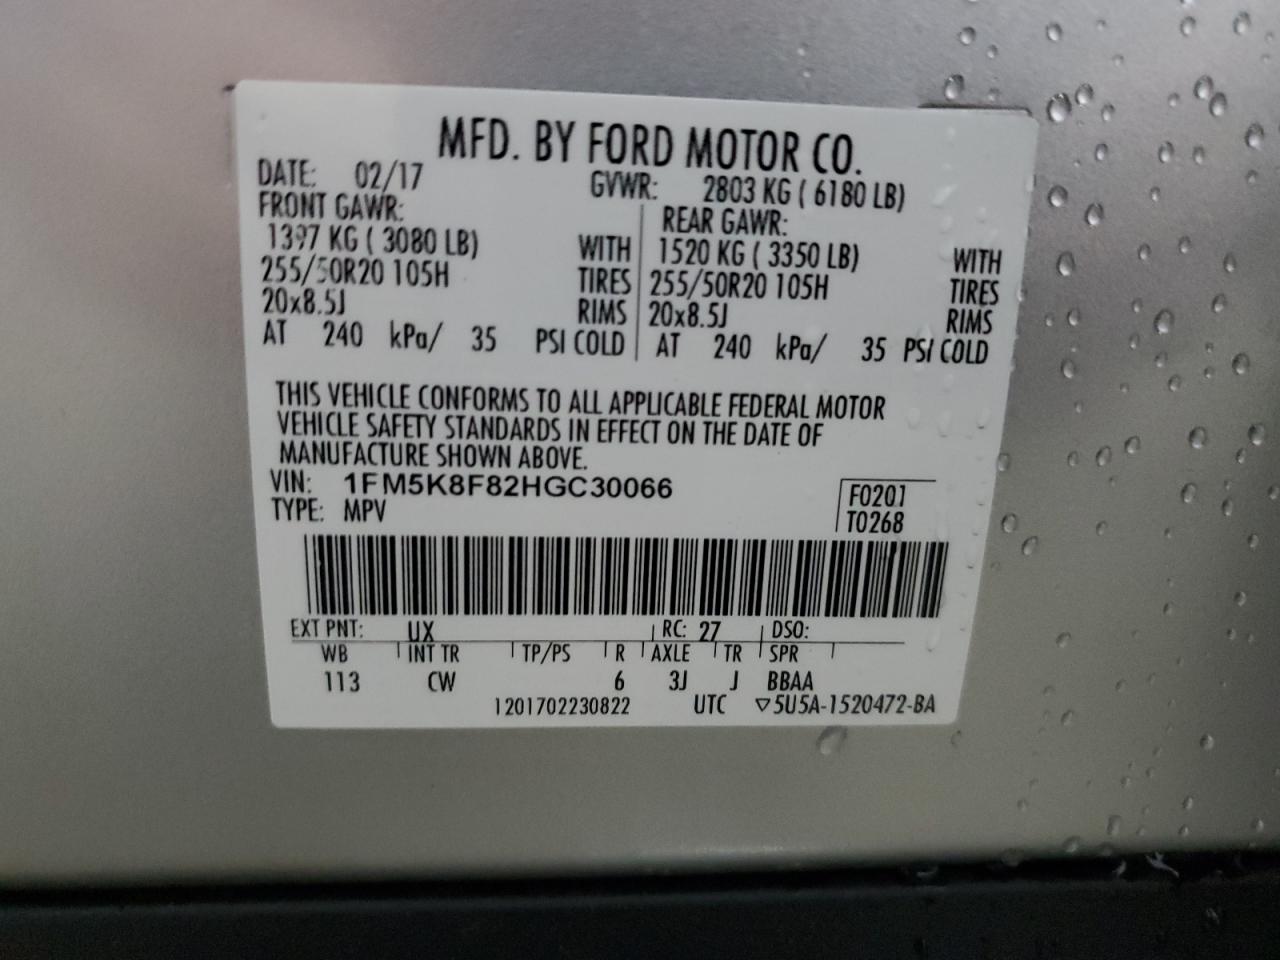 MFD. BY FORD MOTOR CO.
DATE: 02/17 GVWR: 2803 KG ( 6180 LB)
FRONT GAWR: REAR GAWR:
1397 KG ( 3080 LB) WITH 1520 KG ( 3350 LB) WITH
255/50R20 105H TIRES 255/50R20 105H TIRES
20x8.5J RIMS 20x8.5J RIMS
AT 240 kPa/ 35 PSI COLD AT 240 kPa/ 35 PSI COLD
THIS VEHICLE CONFORMS TO ALL APPLICABLE FEDERAL MOTOR
VEHICLE SAFETY STANDARDS IN EFFECT ON THE DATE OF
MANUFACTURE SHOWN ABOVE.
VIN: 1FM5K8F82HGC30066 F0201
TYPE: MPV T0268
EXT PNT: UX RC: 27 DSO:
WB INT TR TP/PS R AXLE TR SPR
113 CW 6 3J J BBAA
1201702230822 UTC ▽5U5A-1520472-BA